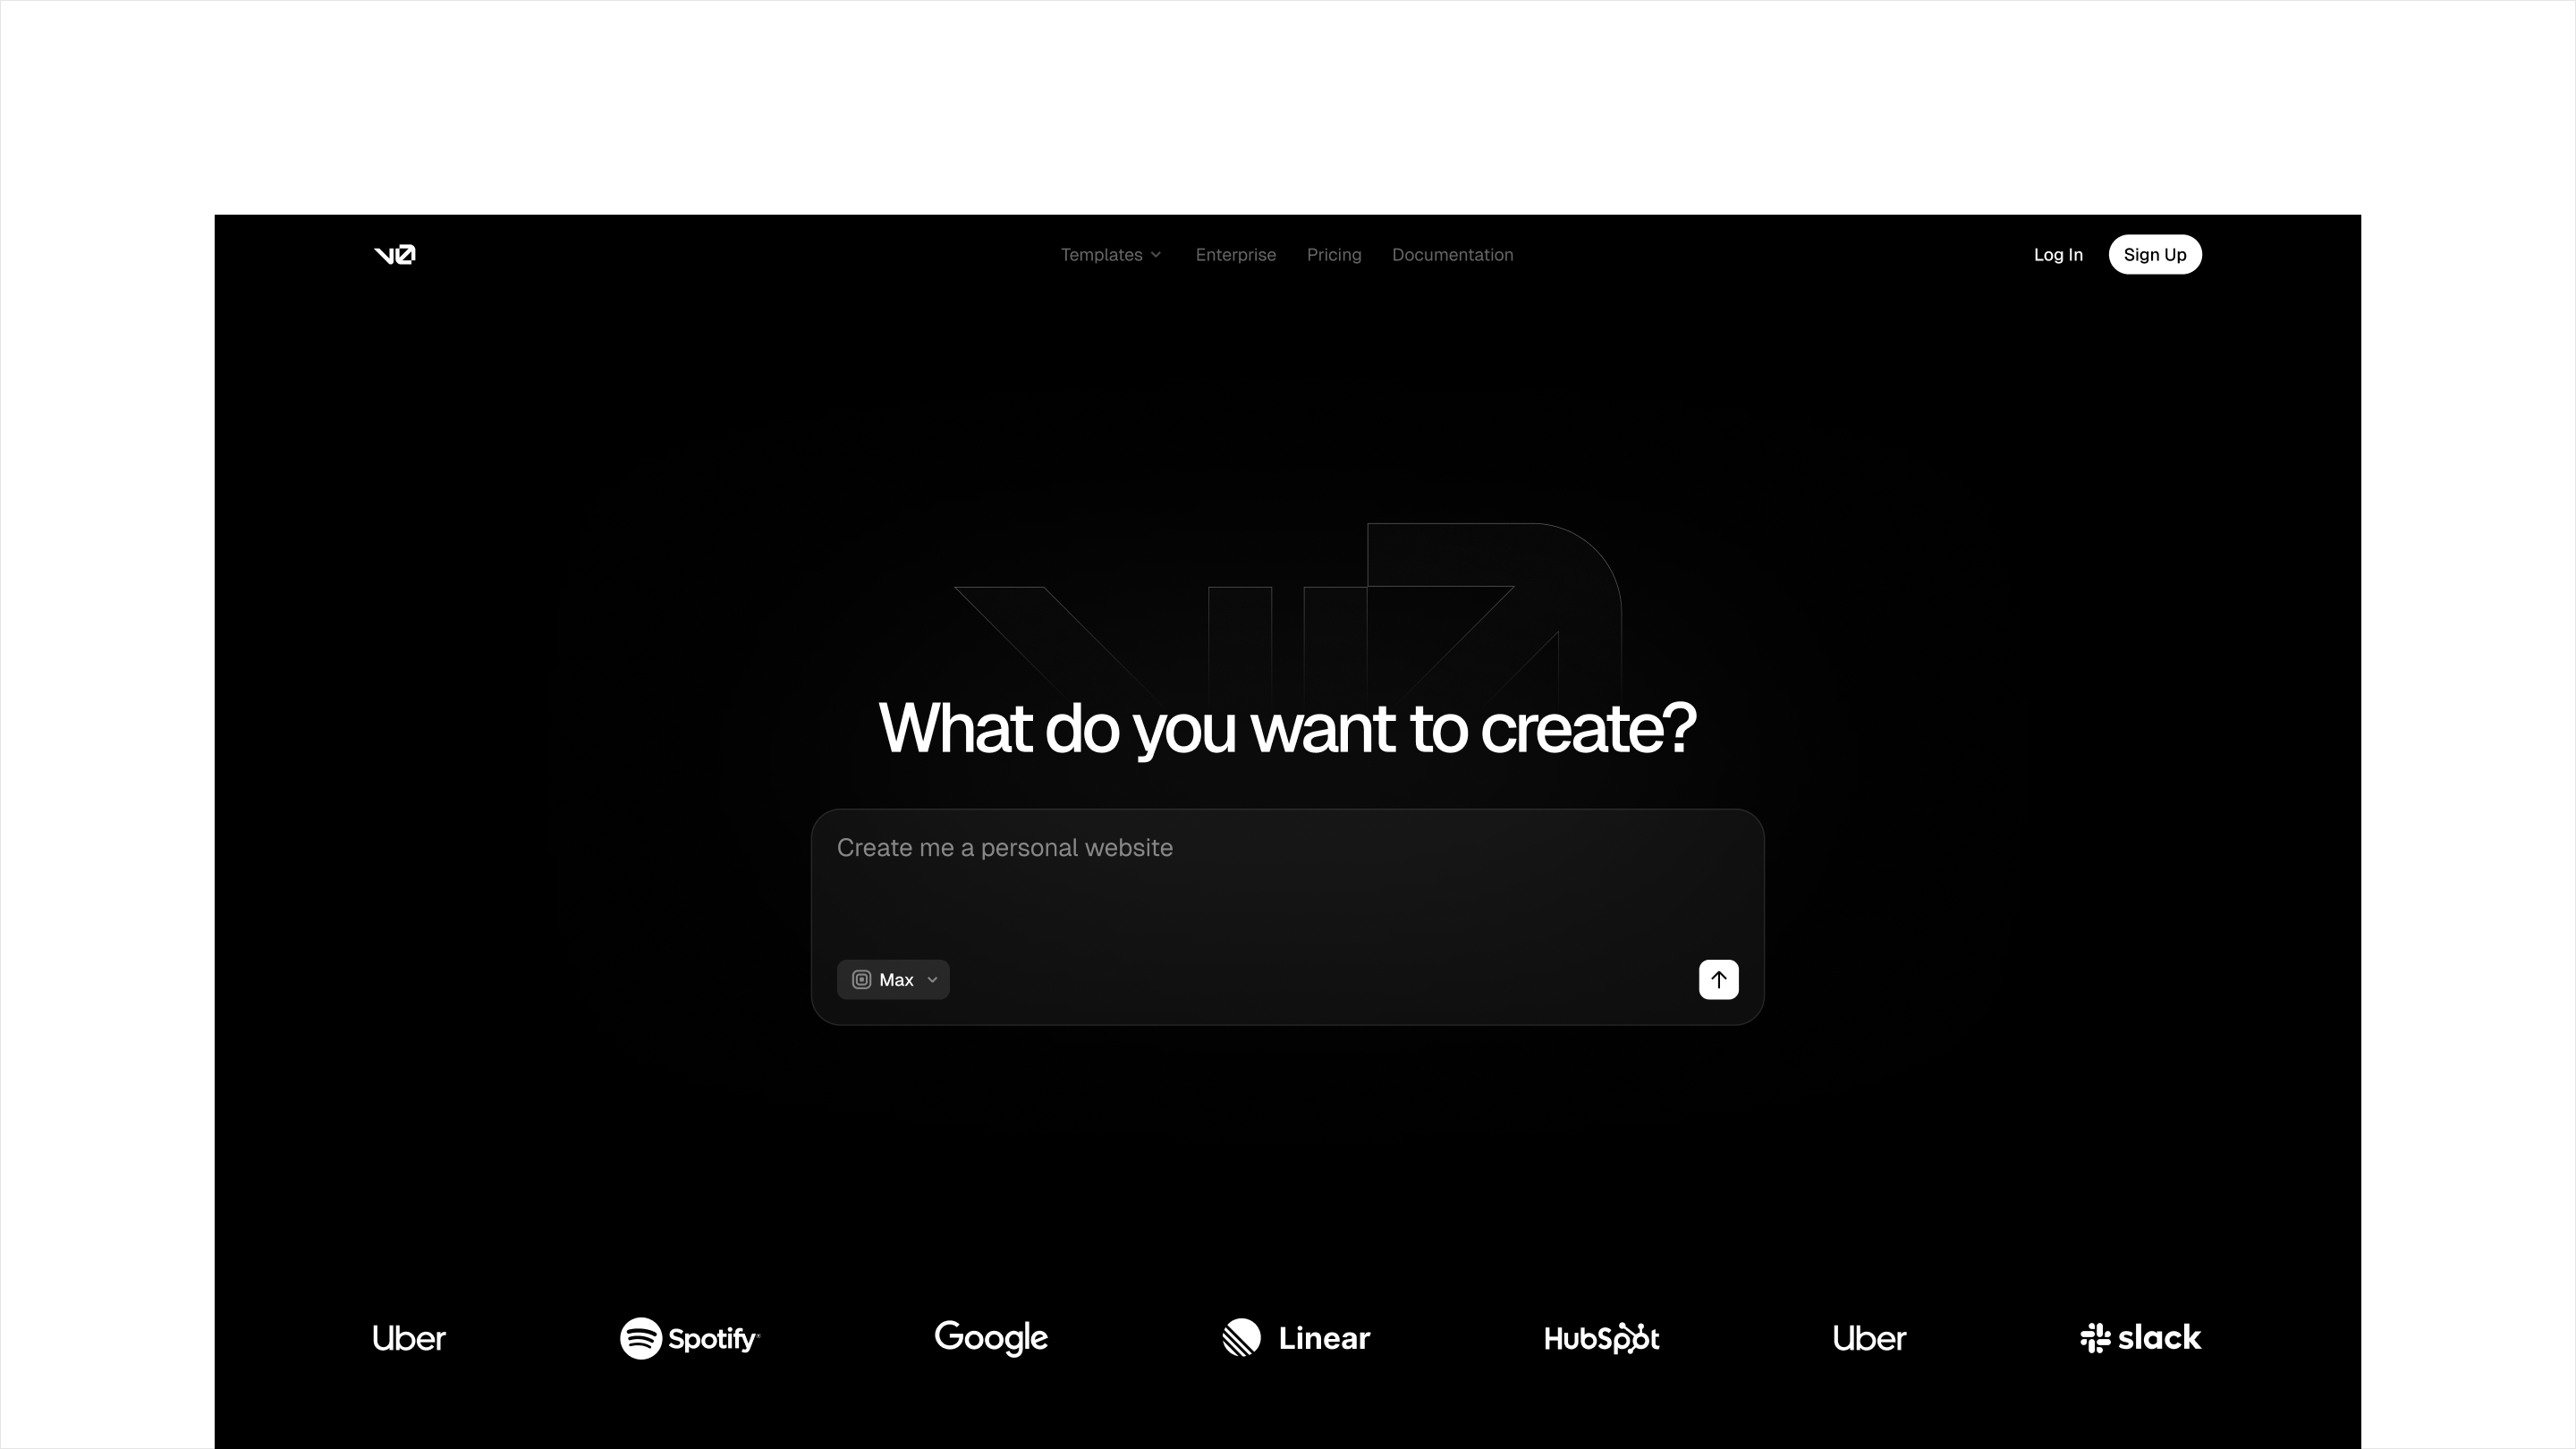 v0
Templates Enterprise Pricing Documentation
Log In Sign Up
What do you want to create?
Create me a personal website
Max
Uber Spotify® Google Linear HubSpot Uber slack